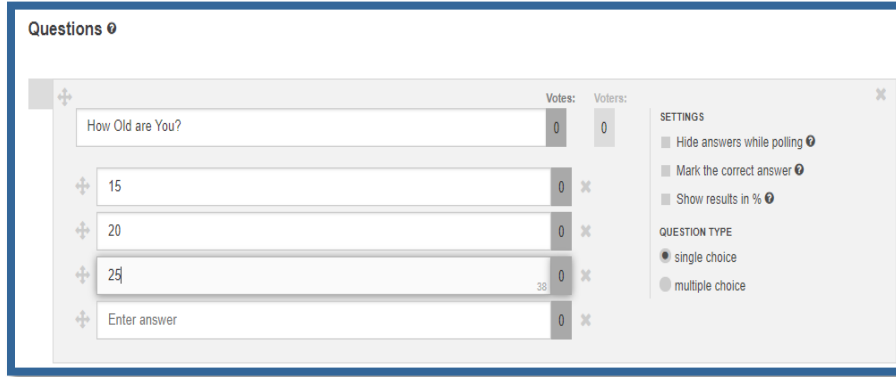 Questions
Votes: Voters:
How Old are You? 0 0
15 0
20 0
25 38 0
Enter answer 0
SETTINGS
Hide answers while polling
Mark the correct answer
Show results in %
QUESTION TYPE
single choice
multiple choice